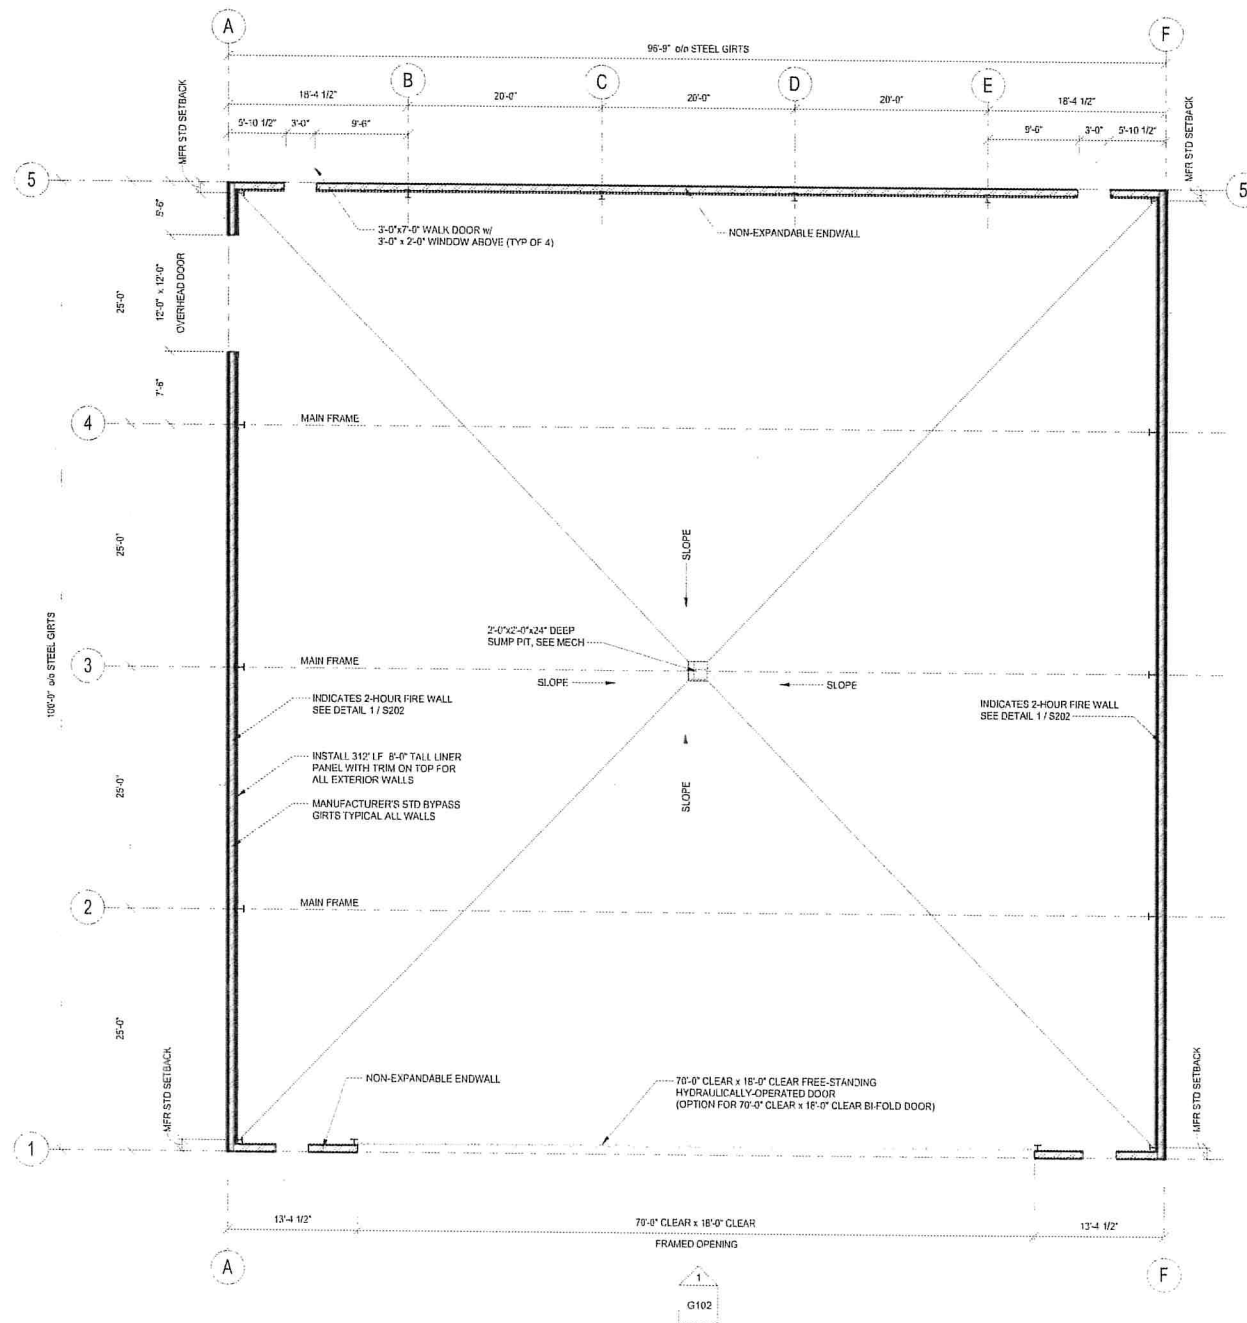 A
F
96'-9" o/o STEEL GIRTS
B
C
D
E
18'-4 1/2"
20'-0"
20'-0"
20'-0"
18'-4 1/2"
5'-10 1/2"
3'-0"
9'-6"
9'-6"
3'-0"
5'-10 1/2"
MFR STD SETBACK
MFR STD SETBACK
5
5
3'-0"x7'-0" WALK DOOR w/
3'-0" x 2'-0" WINDOW ABOVE (TYP OF 4)
NON-EXPANDABLE ENDWALL
25'-0"
12'-0" x 12'-0"
OVERHEAD DOOR
7'-6"
4
MAIN FRAME
25'-0"
SLOPE
2'-0"x2'-0"x24" DEEP
SUMP PIT, SEE MECH
3
MAIN FRAME
SLOPE
SLOPE
100'-0" o/o STEEL GIRTS
INDICATES 2-HOUR FIRE WALL
SEE DETAIL 1 / S202
INDICATES 2-HOUR FIRE WALL
SEE DETAIL 1 / S202
INSTALL 312' LF 8'-0" TALL LINER
PANEL WITH TRIM ON TOP FOR
ALL EXTERIOR WALLS
25'-0"
SLOPE
MANUFACTURER'S STD BYPASS
GIRTS TYPICAL ALL WALLS
2
MAIN FRAME
25'-0"
MFR STD SETBACK
NON-EXPANDABLE ENDWALL
70'-0" CLEAR x 18'-0" CLEAR FREE-STANDING
HYDRAULICALLY-OPERATED DOOR
(OPTION FOR 70'-0" CLEAR x 18'-0" CLEAR BI-FOLD DOOR)
MFR STD SETBACK
1
13'-4 1/2"
70'-0" CLEAR x 18'-0" CLEAR
FRAMED OPENING
13'-4 1/2"
A
F
1
G102